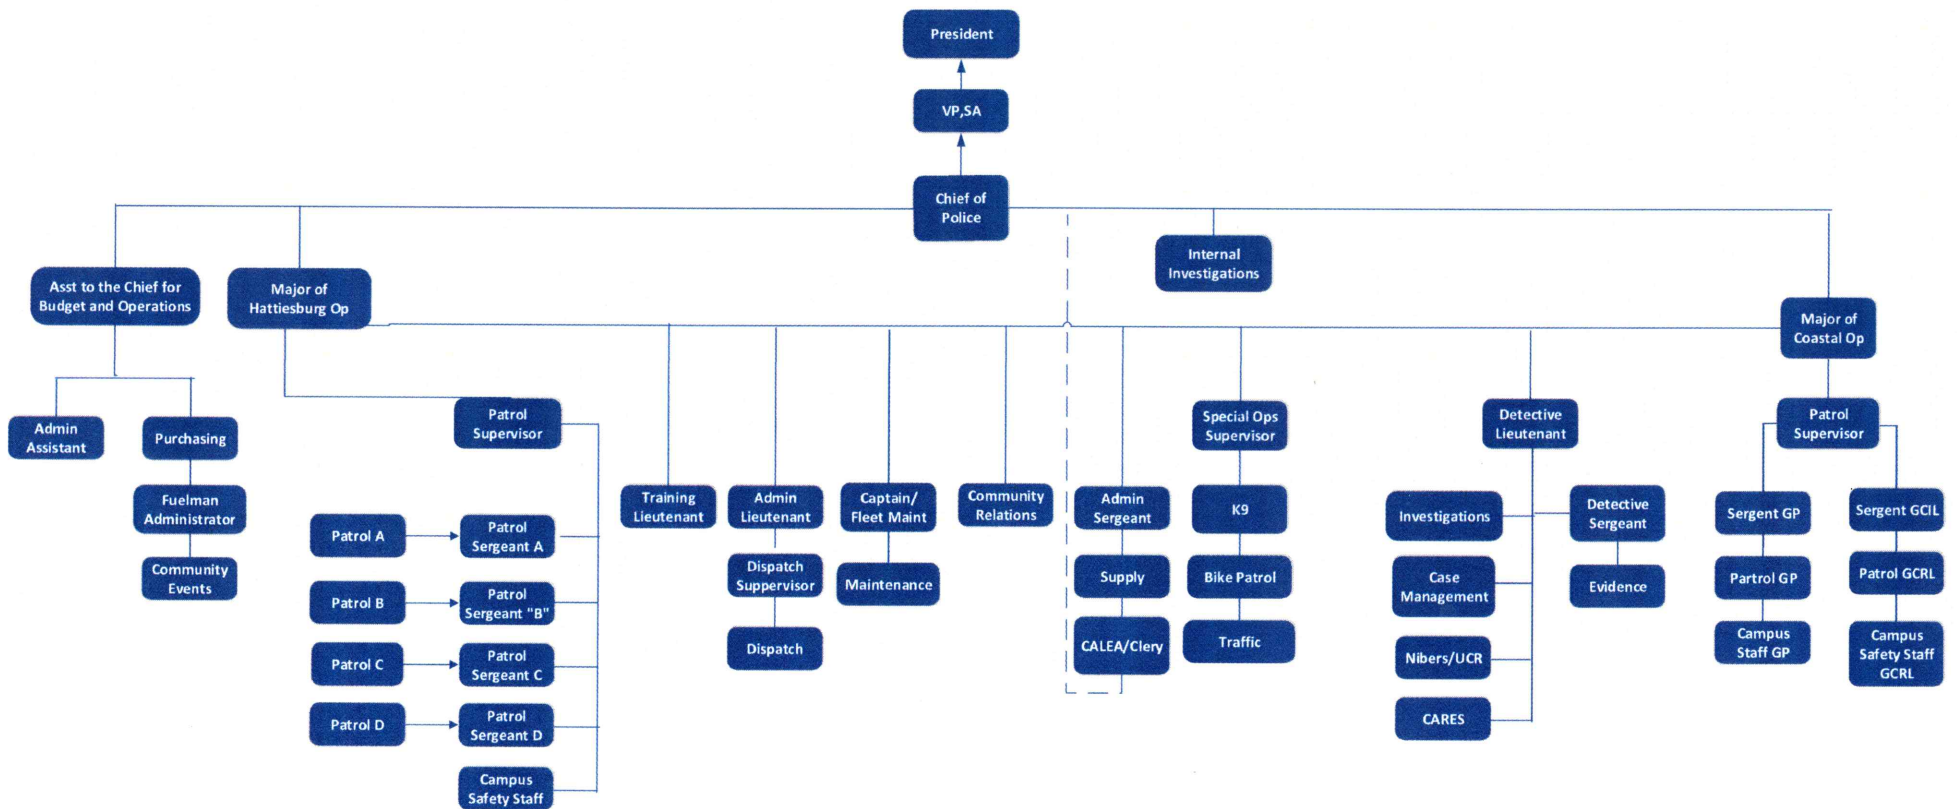 President
VP,SA
Chief of
Police
Internal
Investigations
Asst to the Chief for
Budget and Operations
Major of
Hattiesburg Op
Major of
Coastal Op
Admin
Assistant
Purchasing
Fuelman
Administrator
Community
Events
Patrol
Supervisor
Patrol A
Patrol
Sergeant A
Patrol B
Patrol
Sergeant "B"
Patrol C
Patrol
Sergeant C
Patrol D
Patrol
Sergeant D
Campus
Safety Staff
Training
Lieutenant
Admin
Lieutenant
Dispatch
Suppervisor
Dispatch
Captain/
Fleet Maint
Maintenance
Community
Relations
Admin
Sergeant
Supply
CALEA/Clery
Special Ops
Supervisor
K9
Bike Patrol
Traffic
Detective
Lieutenant
Investigations
Case
Management
Nibers/UCR
CARES
Detective
Sergeant
Evidence
Patrol
Supervisor
Sergent GP
Partrol GP
Campus
Staff GP
Sergent GCIL
Patrol GCRL
Campus
Safety Staff
GCRL